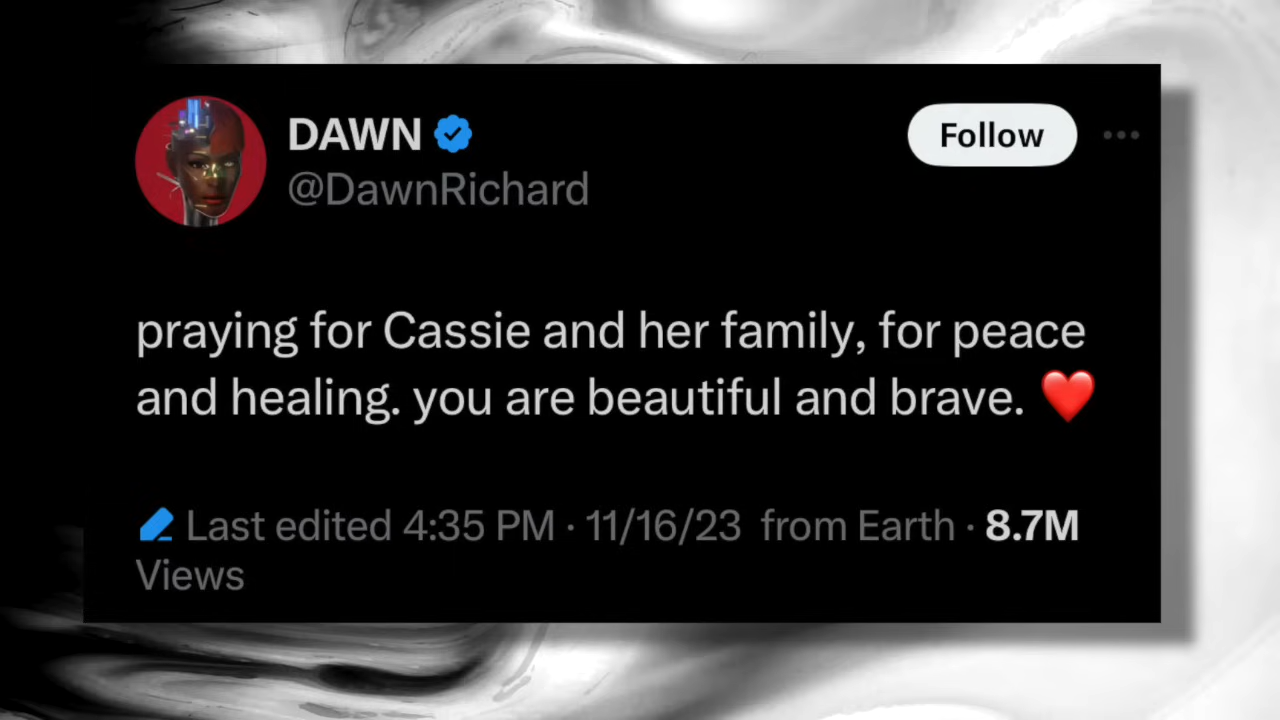 DAWN
Follow
@DawnRichard
praying for Cassie and her family, for peace
and healing. you are beautiful and brave. ❤️
Last edited 4:35 PM · 11/16/23 from Earth · 8.7M
Views